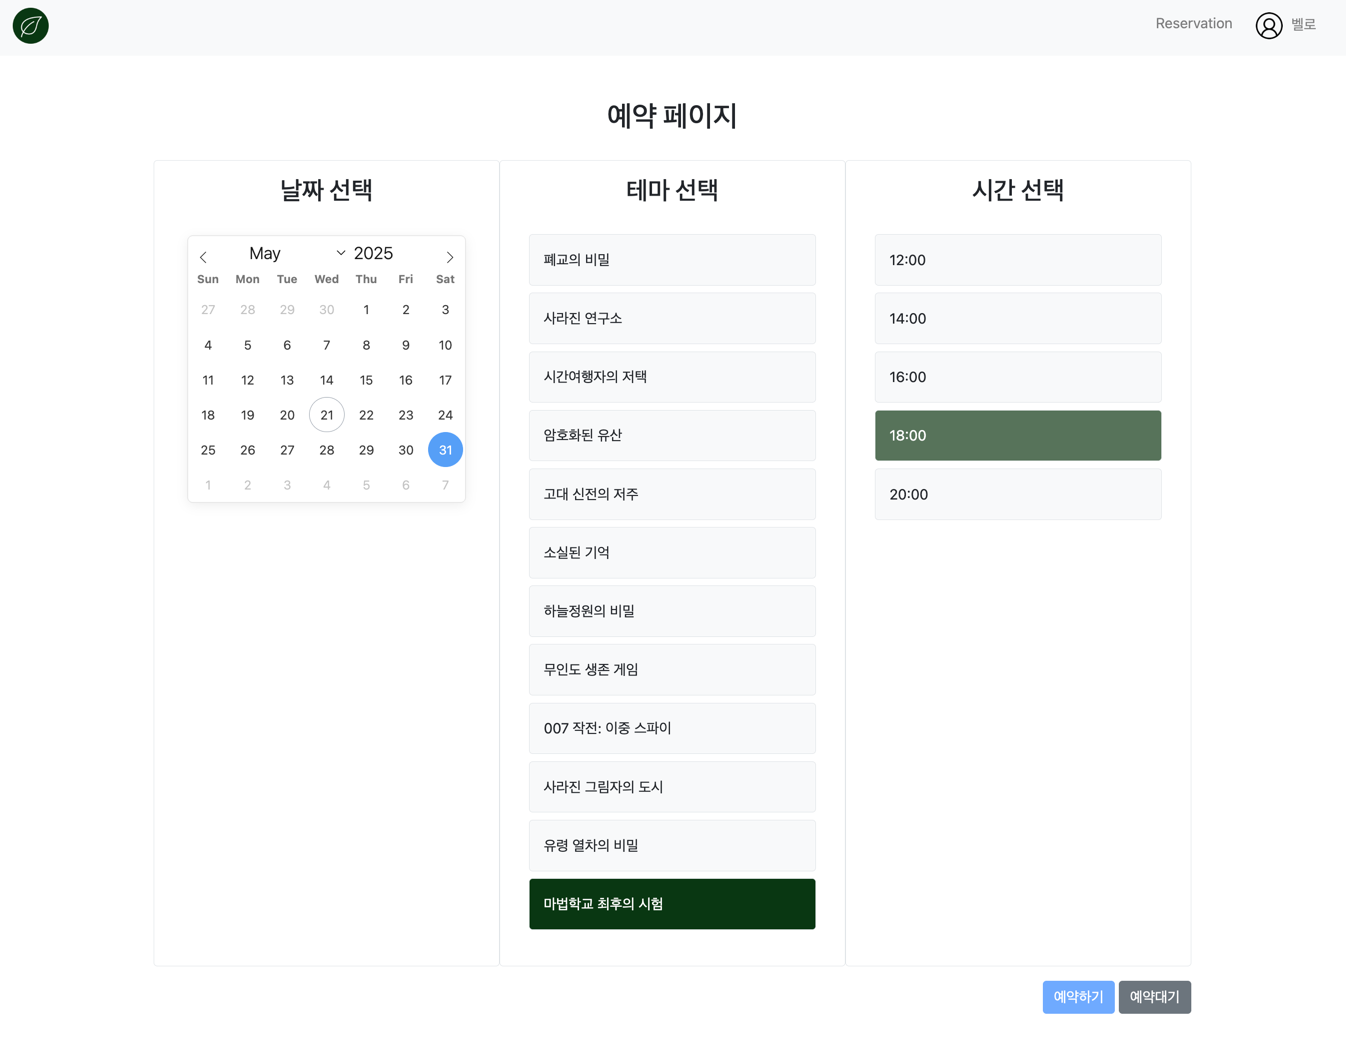 Reservation 벨로
예약 페이지
날짜 선택
May 2025
Sun Mon Tue Wed Thu Fri Sat
27 28 29 30 1 2 3
4 5 6 7 8 9 10
11 12 13 14 15 16 17
18 19 20 21 22 23 24
25 26 27 28 29 30 31
1 2 3 4 5 6 7
테마 선택
폐교의 비밀
사라진 연구소
시간여행자의 저택
암호화된 유산
고대 신전의 저주
소실된 기억
하늘정원의 비밀
무인도 생존 게임
007 작전: 이중 스파이
사라진 그림자의 도시
유령 열차의 비밀
마법학교 최후의 시험
시간 선택
12:00
14:00
16:00
18:00
20:00
예약하기 예약대기